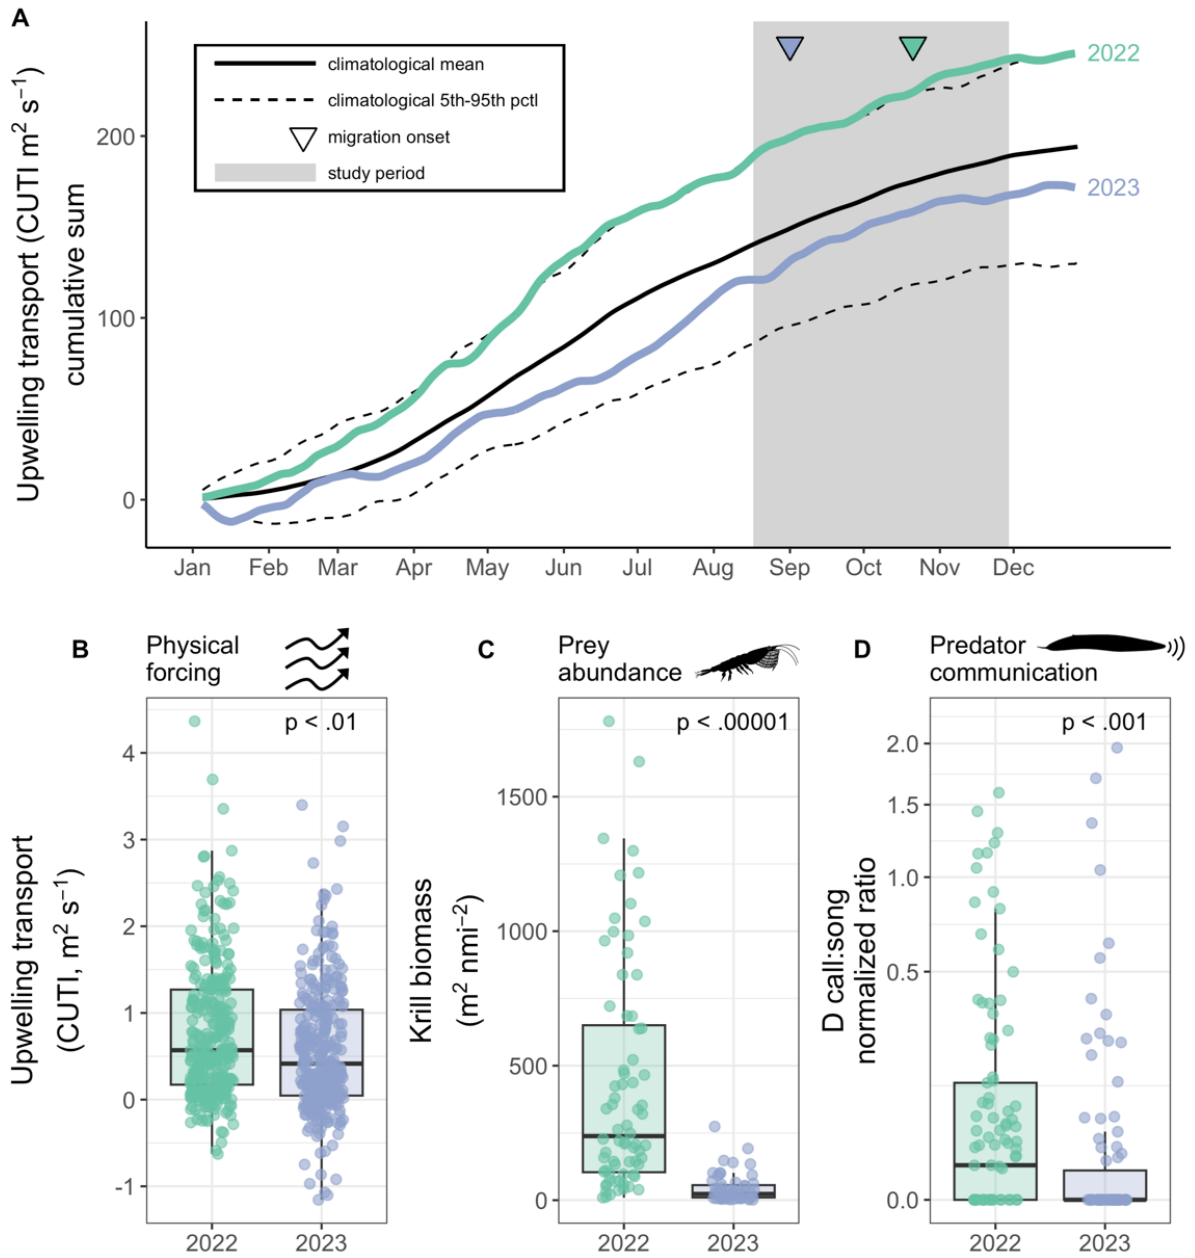 A
Upwelling transport (CUTI m² s⁻¹)
cumulative sum
climatological mean
climatological 5th-95th pctl
migration onset
study period
2022
2023
200
100
0
Jan Feb Mar Apr May Jun Jul Aug Sep Oct Nov Dec
B
Physical
forcing
p < .01
Upwelling transport
(CUTI, m² s⁻¹)
4
3
2
1
0
-1
2022 2023
C
Prey
abundance
p < .00001
Krill biomass
(m² nmi⁻²)
1500
1000
500
0
2022 2023
D
Predator
communication
p < .001
D call:song
normalized ratio
2.0
1.5
1.0
0.5
0.0
2022 2023